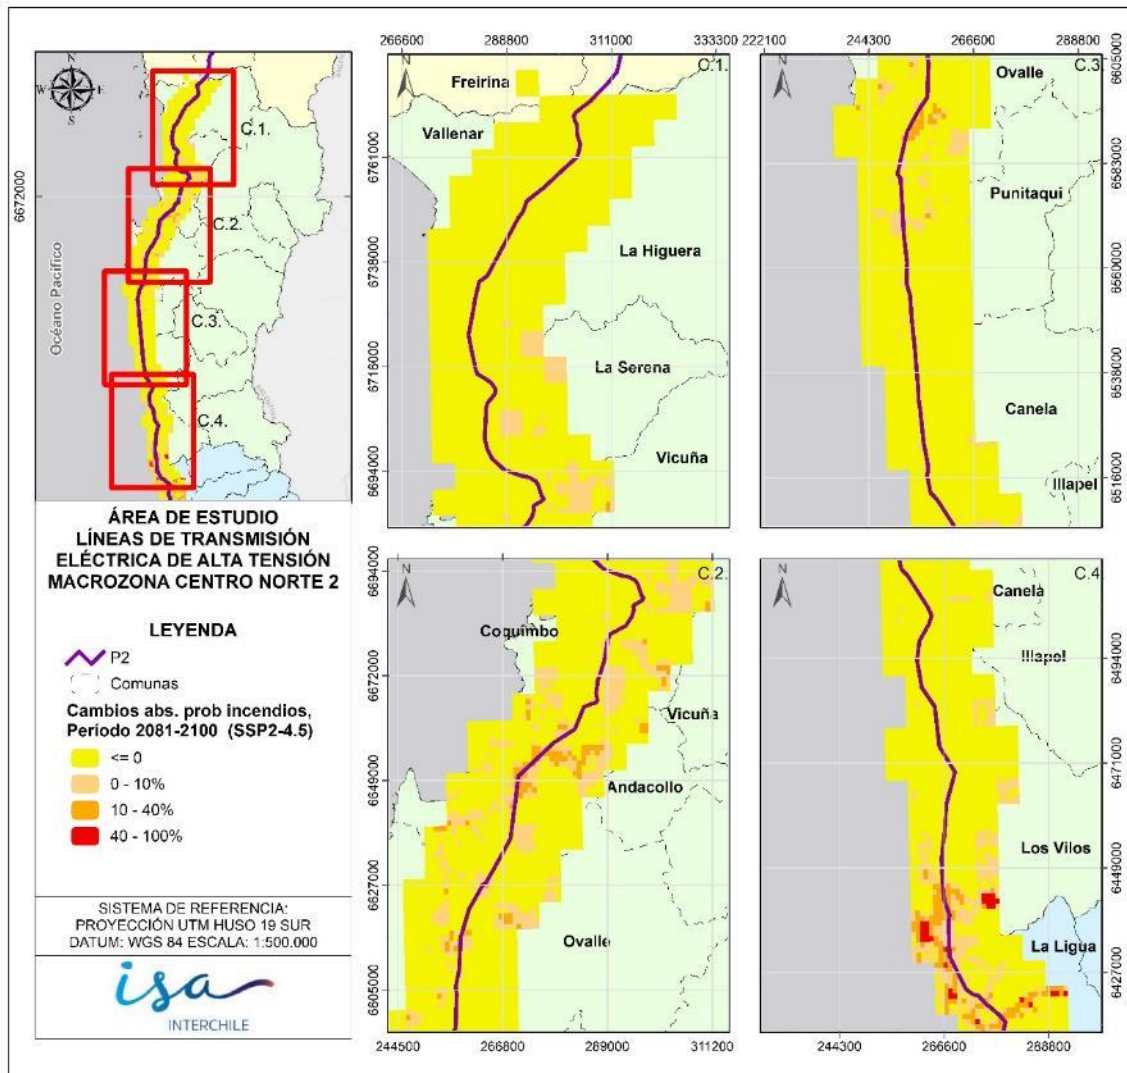 N
W
E
S
C.1.
C.2.
C.3.
C.4.
6672000
Océano Pacífico
ÁREA DE ESTUDIO
LÍNEAS DE TRANSMISIÓN
ELÉCTRICA DE ALTA TENSIÓN
MACROZONA CENTRO NORTE 2
LEYENDA
P2
Comunas
Cambios abs. prob incendios,
Período 2081-2100 (SSP2-4.5)
<= 0
0 - 10%
10 - 40%
40 - 100%
SISTEMA DE REFERENCIA:
PROYECCIÓN UTM HUSO 19 SUR
DATUM: WGS 84 ESCALA: 1:500.000
isa
INTERCHILE
266600 288800 311000 333300
N
C.1.
Freirina
Vallenar
La Higuera
La Serena
Vicuña
6761000
6738000
6716000
6694000
222100 244300 266600 288800
N
C.3.
Ovalle
Punitaqui
Canela
Illapel
6605000
6583000
6560000
6538000
6516000
N
C.2.
Coquimbo
Vicuña
Andacollo
Ovalle
6694000
6672000
6649000
6627000
6605000
244500 266800 289000 311200
N
C.4.
Canela
Illapel
Los Vilos
La Ligua
6494000
6471000
6449000
6427000
244300 266600 288800